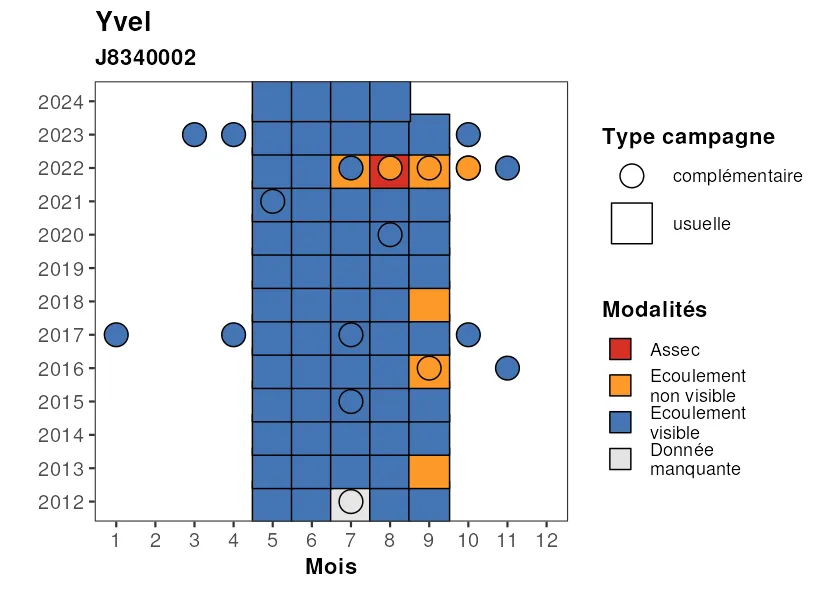 Yvel
J8340002
2024
2023
2022
2021
2020
2019
2018
2017
2016
2015
2014
2013
2012
1 2 3 4 5 6 7 8 9 10 11 12
Mois
Type campagne
complémentaire
usuelle
Modalités
Assec
Ecoulement
non visible
Ecoulement
visible
Donnée
manquante